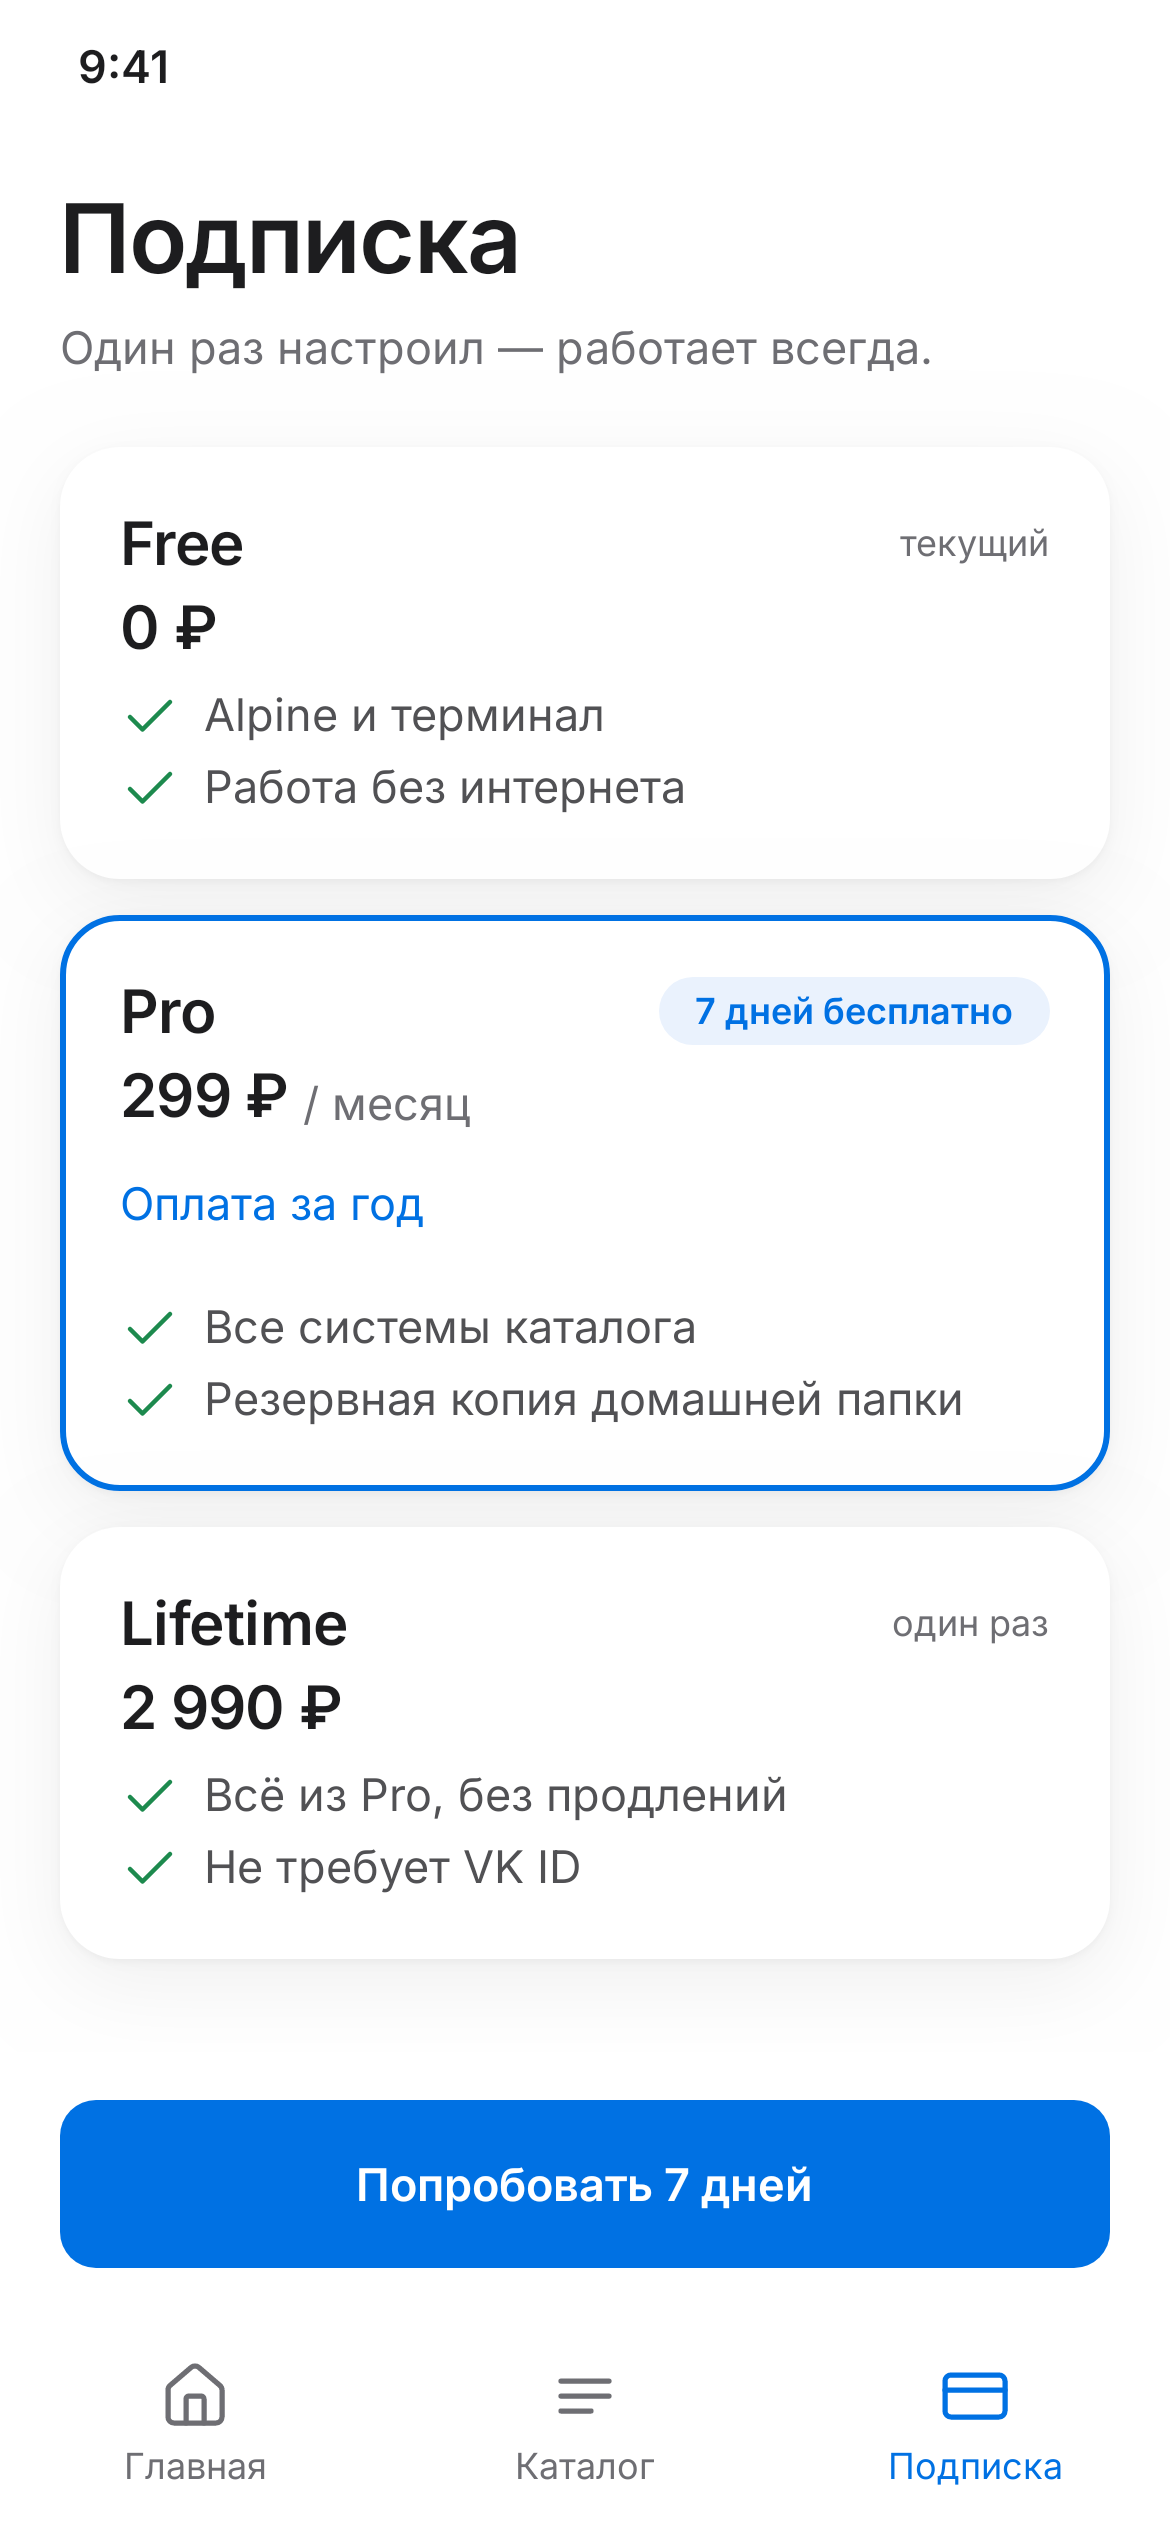 9:41
Подписка
Один раз настроил — работает всегда.
Free
текущий
0 ₽
Alpine и терминал
Работа без интернета
Pro
7 дней бесплатно
299 ₽ / месяц
Оплата за год
Все системы каталога
Резервная копия домашней папки
Lifetime
один раз
2 990 ₽
Всё из Pro, без продлений
Не требует VK ID
Попробовать 7 дней
Главная
Каталог
Подписка